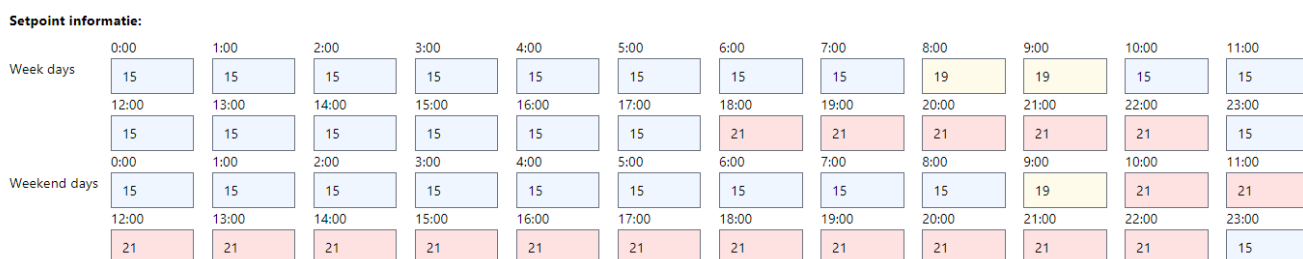 Setpoint informatie:
0:00 1:00 2:00 3:00 4:00 5:00 6:00 7:00 8:00 9:00 10:00 11:00
Week days 15 15 15 15 15 15 15 15 19 19 15 15
12:00 13:00 14:00 15:00 16:00 17:00 18:00 19:00 20:00 21:00 22:00 23:00
15 15 15 15 15 15 21 21 21 21 21 15
0:00 1:00 2:00 3:00 4:00 5:00 6:00 7:00 8:00 9:00 10:00 11:00
Weekend days 15 15 15 15 15 15 15 15 15 19 21 21
12:00 13:00 14:00 15:00 16:00 17:00 18:00 19:00 20:00 21:00 22:00 23:00
21 21 21 21 21 21 21 21 21 21 21 15